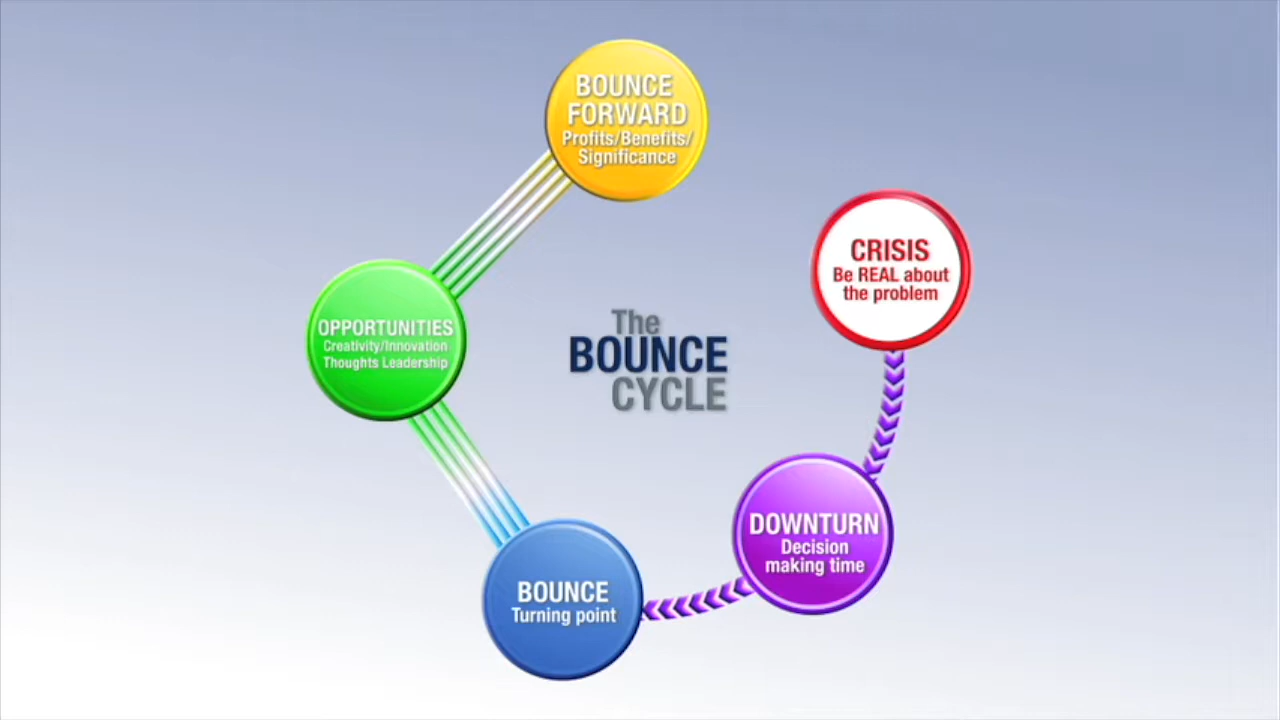 BOUNCE
FORWARD
Profits/Benefits/
Significance
CRISIS
Be REAL about
the problem
OPPORTUNITIES
Creativity/Innovation
Thoughts Leadership
The
BOUNCE
CYCLE
DOWNTURN
Decision
making time
BOUNCE
Turning point